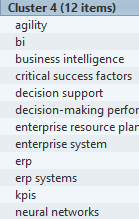 Cluster 4 (12 items)
agility
bi
business intelligence
critical success factors
decision support
decision-making perfor
enterprise resource plan
enterprise system
erp
erp systems
kpis
neural networks